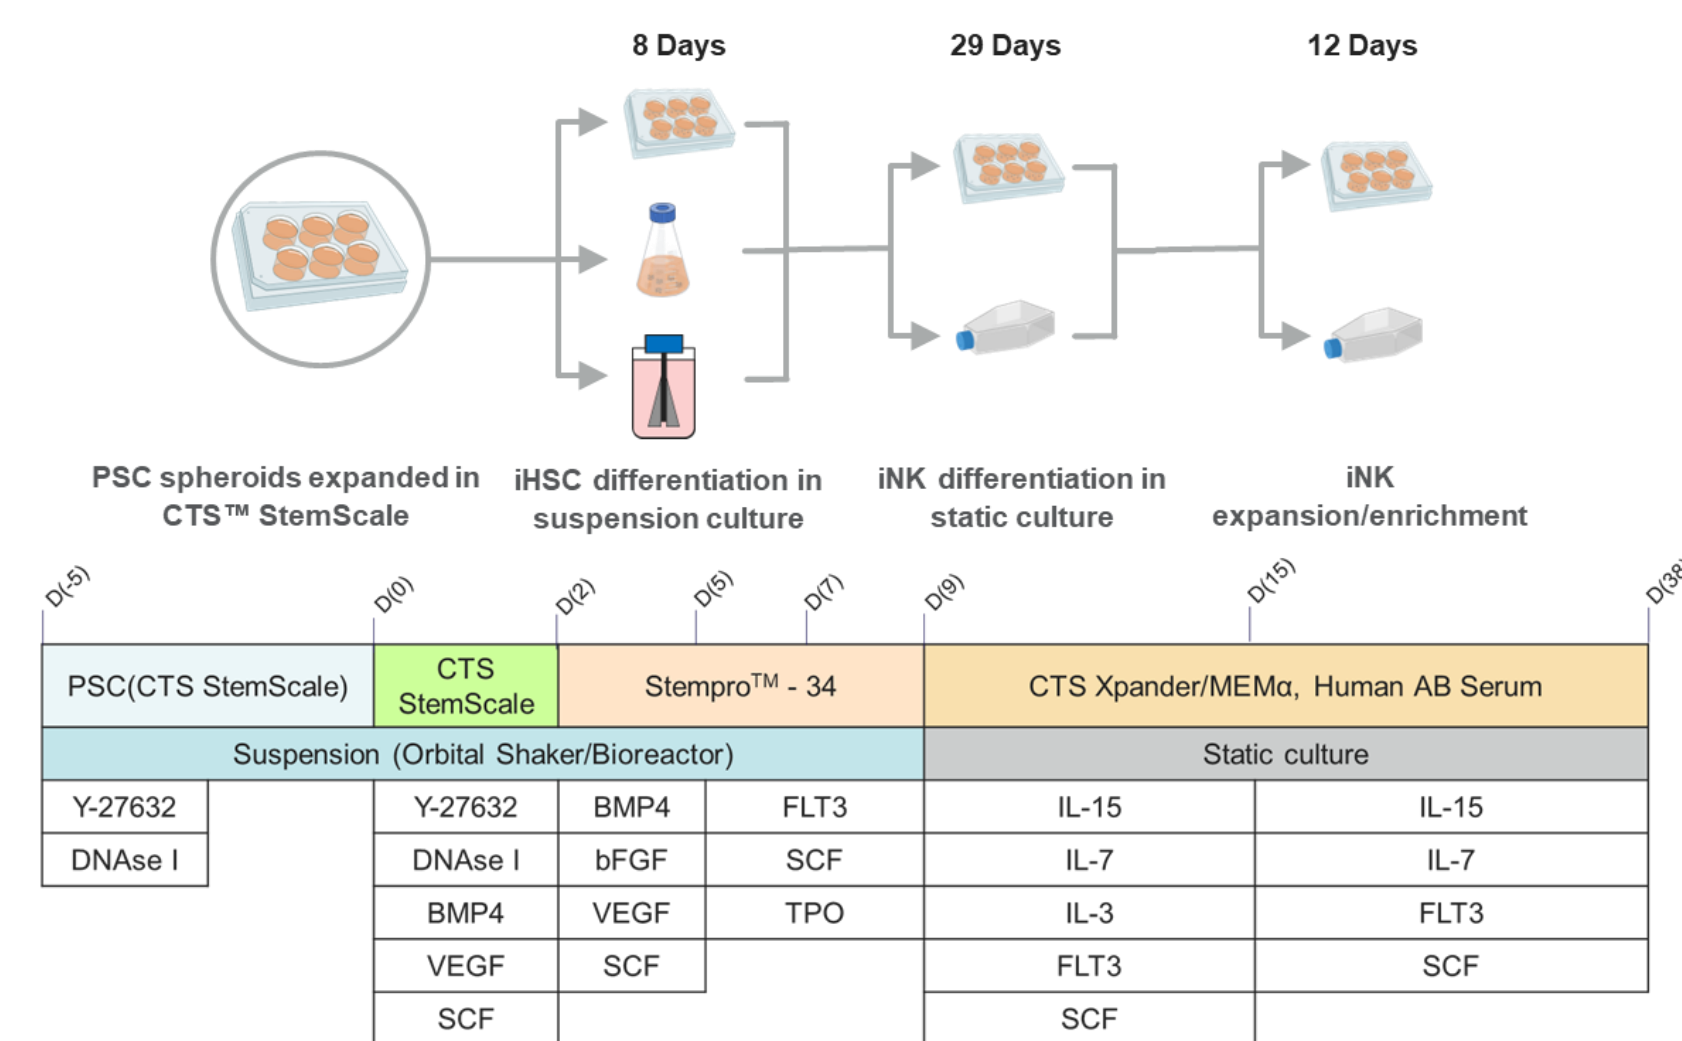 8 Days
29 Days
12 Days
PSC spheroids expanded in
CTS™ StemScale
iHSC differentiation in
suspension culture
iNK differentiation in
static culture
iNK
expansion/enrichment
D(-5)
D(0)
D(2)
D(5)
D(7)
D(9)
D(15)
D(38
PSC(CTS StemScale)
CTS
StemScale
Stempro™ - 34
CTS Xpander/MEMα, Human AB Serum
Suspension (Orbital Shaker/Bioreactor)
Static culture
Y-27632
Y-27632
BMP4
FLT3
IL-15
IL-15
DNAse I
DNAse I
bFGF
SCF
IL-7
IL-7
BMP4
VEGF
TPO
IL-3
FLT3
VEGF
SCF
FLT3
SCF
SCF
SCF